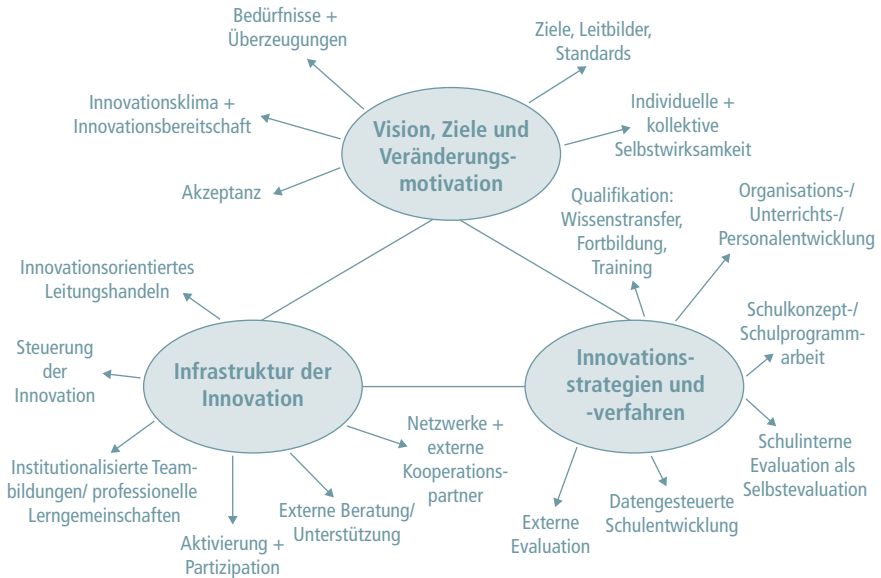 Bedürfnisse +
Überzeugungen
Ziele, Leitbilder,
Standards
Innovationsklima +
Innovationsbereitschaft
Vision, Ziele und
Veränderungs-
motivation
Individuelle +
kollektive
Selbstwirksamkeit
Akzeptanz
Qualifikation:
Wissenstransfer,
Fortbildung,
Training
Organisations-/
Unterrichts-/
Personalentwicklung
Innovationsorientiertes
Leitungshandeln
Steuerung
der
Innovation
Infrastruktur der
Innovation
Innovations-
strategien und
-verfahren
Schulkonzept-/
Schulprogramm-
arbeit
Institutionalisierte Team-
bildungen/ professionelle
Lerngemeinschaften
Aktivierung +
Partizipation
Externe Beratung/
Unterstützung
Netzwerke +
externe
Kooperations-
partner
Externe
Evaluation
Datengesteuerte
Schulentwicklung
Schulinterne
Evaluation als
Selbstevaluation